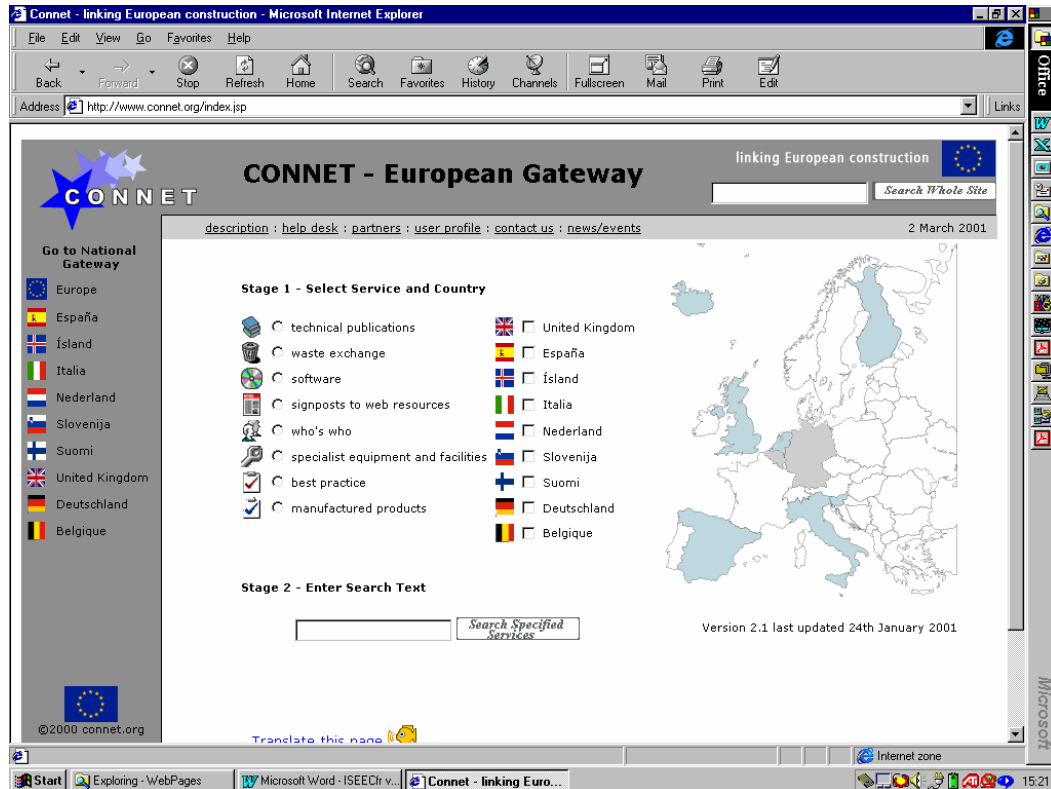 Connet - linking European construction - Microsoft Internet Explorer
File Edit View Go Favorites Help
Back Forward Stop Refresh Home Search Favorites History Channels Fullscreen Mail Print Edit
Address http://www.connet.org/index.jsp Links
Office
CONNET
CONNET - European Gateway
linking European construction
Search Whole Site
description : help desk : partners : user profile : contact us : news/events
2 March 2001
Go to National
Gateway
Europe
España
Ísland
Italia
Nederland
Slovenija
Suomi
United Kingdom
Deutschland
Belgique
©2000 connet.org
Stage 1 - Select Service and Country
technical publications United Kingdom
waste exchange España
software Ísland
signposts to web resources Italia
who's who Nederland
specialist equipment and facilities Slovenija
best practice Suomi
manufactured products Deutschland
Belgique
Stage 2 - Enter Search Text
Search Specified
Services
Version 2.1 last updated 24th January 2001
Translate this page
Microsoft
Internet zone
Start Exploring - WebPages Microsoft Word - ISEECfr v... Connet - linking Euro... 15:21